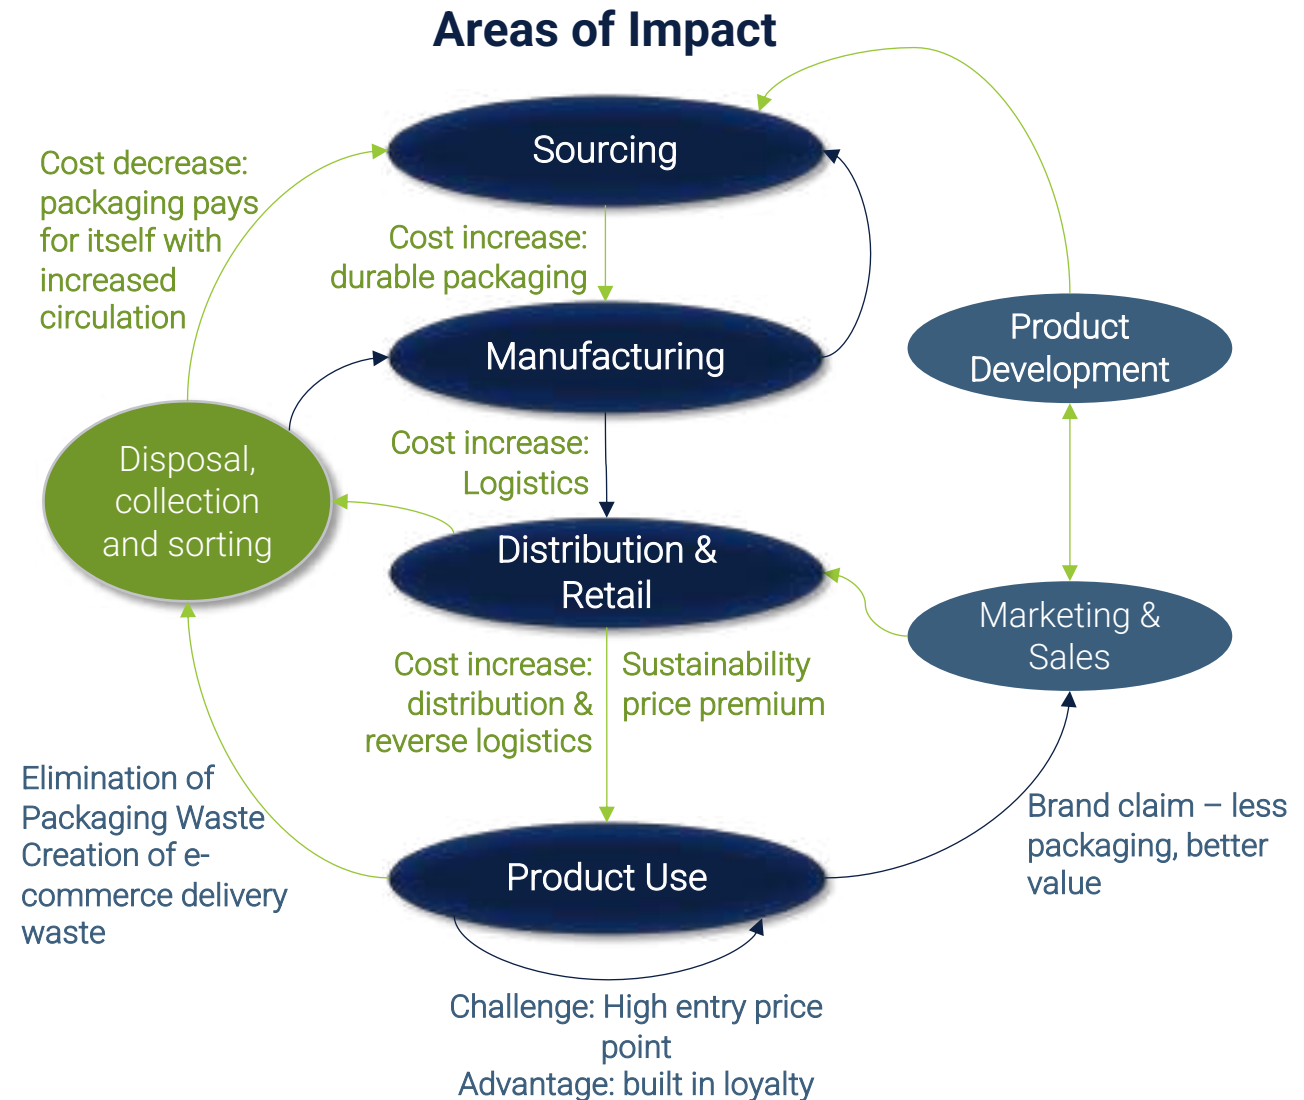 Areas of Impact
Sourcing
Cost decrease:
packaging pays
for itself with
increased
circulation
Cost increase:
durable packaging
Manufacturing
Product
Development
Cost increase:
Logistics
Disposal,
collection
and sorting
Distribution &
Retail
Marketing &
Sales
Cost increase:
distribution &
reverse logistics
Sustainability
price premium
Elimination of
Packaging Waste
Creation of e-
commerce delivery
waste
Product Use
Brand claim – less
packaging, better
value
Challenge: High entry price
point
Advantage: built in loyalty